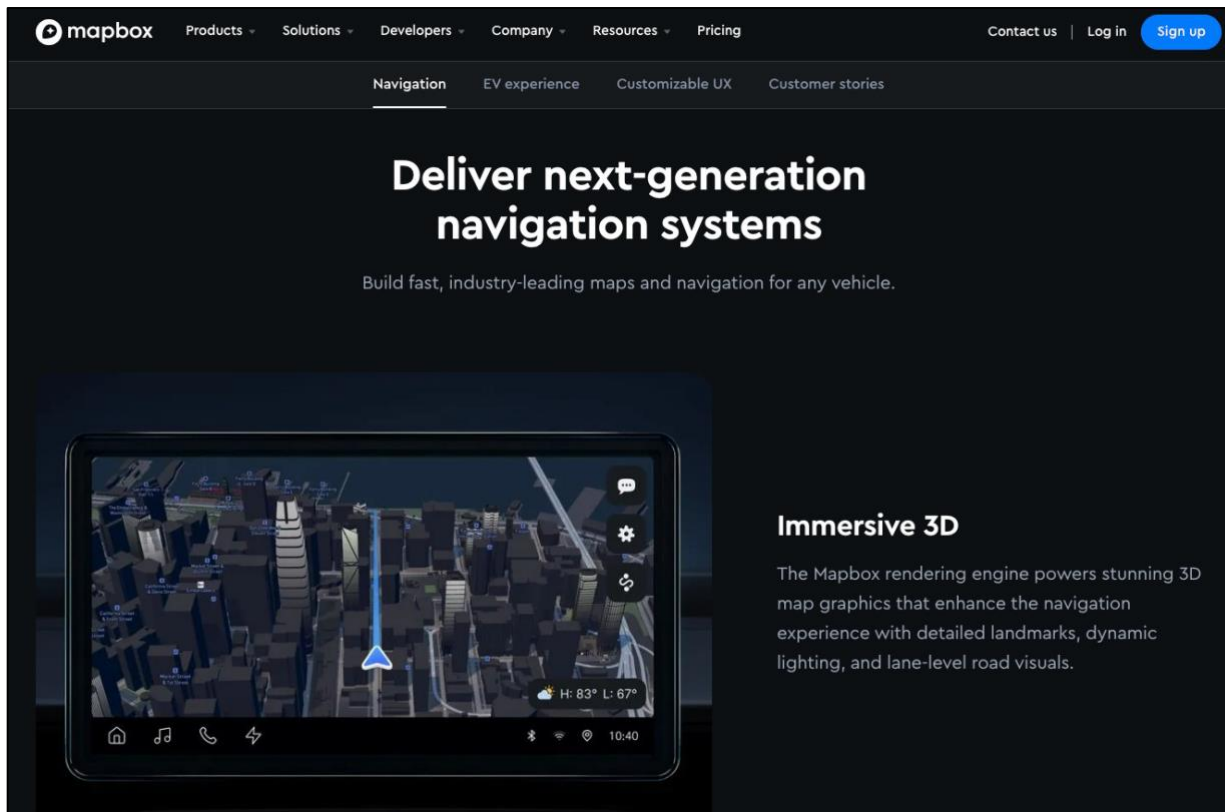 mapbox Products Solutions Developers Company Resources Pricing Contact us | Log in Sign up
Navigation EV experience Customizable UX Customer stories
Deliver next-generation
navigation systems
Build fast, industry-leading maps and navigation for any vehicle.
H: 83° L: 67°
10:40
Immersive 3D
The Mapbox rendering engine powers stunning 3D
map graphics that enhance the navigation
experience with detailed landmarks, dynamic
lighting, and lane-level road visuals.